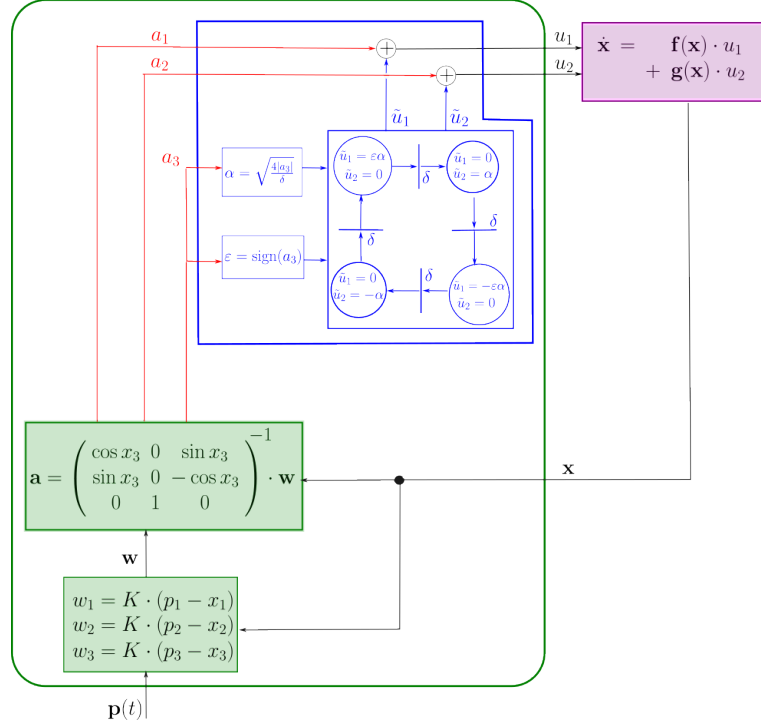 a₁
u₁
ẋ = f(x) · u₁
a₂
u₂
+ g(x) · u₂
ũ₁
ũ₂
a₃
α = √(4|a₃|/δ)
ũ₁ = εα
ũ₂ = 0
δ
ũ₁ = 0
ũ₂ = α
δ
δ
ε = sign(a₃)
ũ₁ = 0
ũ₂ = −α
δ
ũ₁ = −εα
ũ₂ = 0
−1
cos x₃ 0 sin x₃
a = ( sin x₃ 0 − cos x₃ ) · w
0 1 0
x
w
w₁ = K · (p₁ − x₁)
w₂ = K · (p₂ − x₂)
w₃ = K · (p₃ − x₃)
p(t)